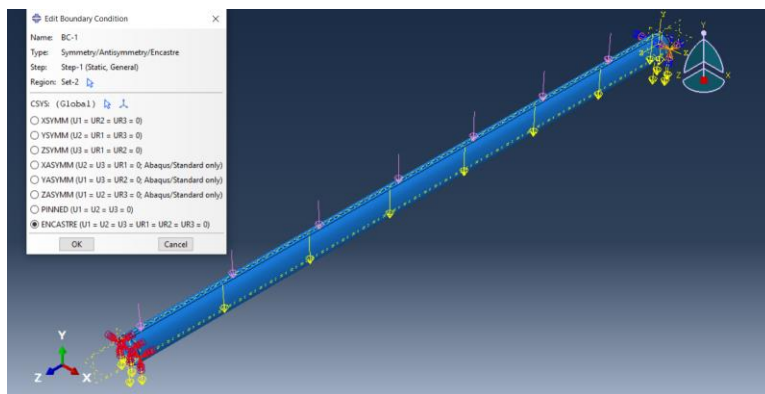 Edit Boundary Condition
Name: BC-1
Type: Symmetry/Antisymmetry/Encastre
Step: Step-1 (Static, General)
Region: Set-2
CSYS: (Global)
XSYMM (U1 = UR2 = UR3 = 0)
YSYMM (U2 = UR1 = UR3 = 0)
ZSYMM (U3 = UR1 = UR2 = 0)
XASYMM (U2 = U3 = UR1 = 0; Abaqus/Standard only)
YASYMM (U1 = U3 = UR2 = 0; Abaqus/Standard only)
ZASYMM (U1 = U2 = UR3 = 0; Abaqus/Standard only)
PINNED (U1 = U2 = U3 = 0)
ENCASTRE (U1 = U2 = U3 = UR1 = UR2 = UR3 = 0)
OK Cancel
Y
Z X
Y
Z X